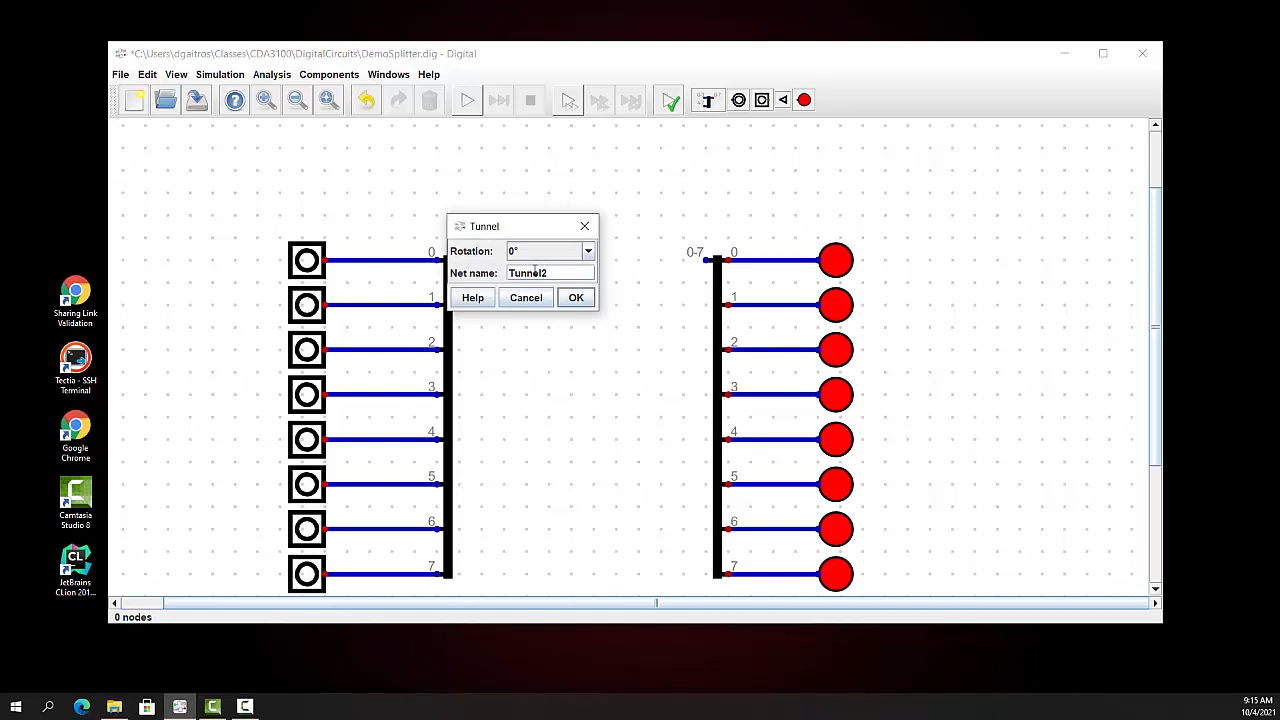 *C:\Users\dgaitros\Classes\CDA3100\DigitalCircuits\DemoSplitter.dig - Digital
File Edit View Simulation Analysis Components Windows Help
Tunnel
Rotation: 0°
Net name: Tunnel2
Help Cancel OK
0
1
2
3
4
5
6
7
0-7 0
1
2
3
4
5
6
7
0 nodes
Sharing Link
Validation
Tectia - SSH
Terminal
Google
Chrome
Camtasia
Studio 8
JetBrains
CLion 201...
9:15 AM
10/4/2021